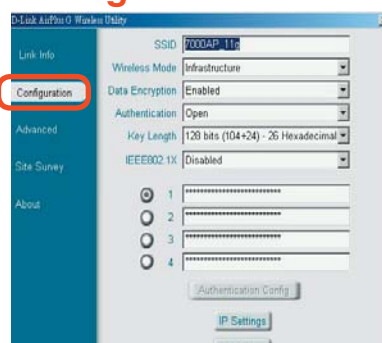 D-Link AirPlus G Wireless Utility
Link Info
Configuration
Advanced
Site Survey
About
SSID 7000AP_11g
Wireless Mode Infrastructure
Data Encryption Enabled
Authentication Open
Key Length 128 bits (104+24) - 26 Hexadecimal
IEEE802.1X Disabled
1 **************************
2 **************************
3 **************************
4 **************************
Authentication Config
IP Settings